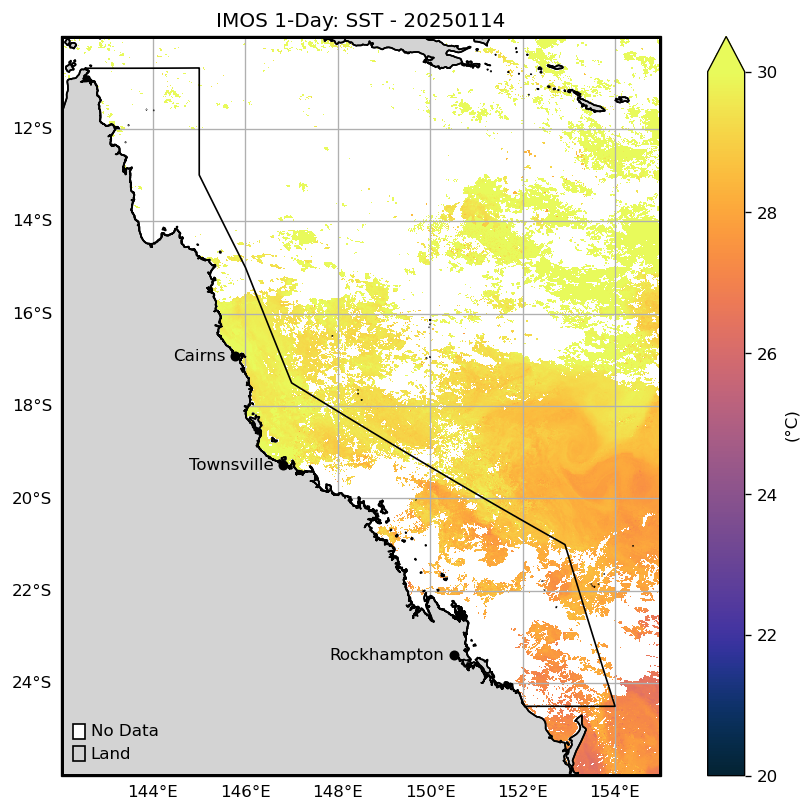 IMOS 1-Day: SST - 20250114
30
12°S
28
14°S
16°S
26
Cairns
18°S
(°C)
Townsville
24
20°S
22°S
22
Rockhampton
24°S
No Data
Land
20
144°E 146°E 148°E 150°E 152°E 154°E